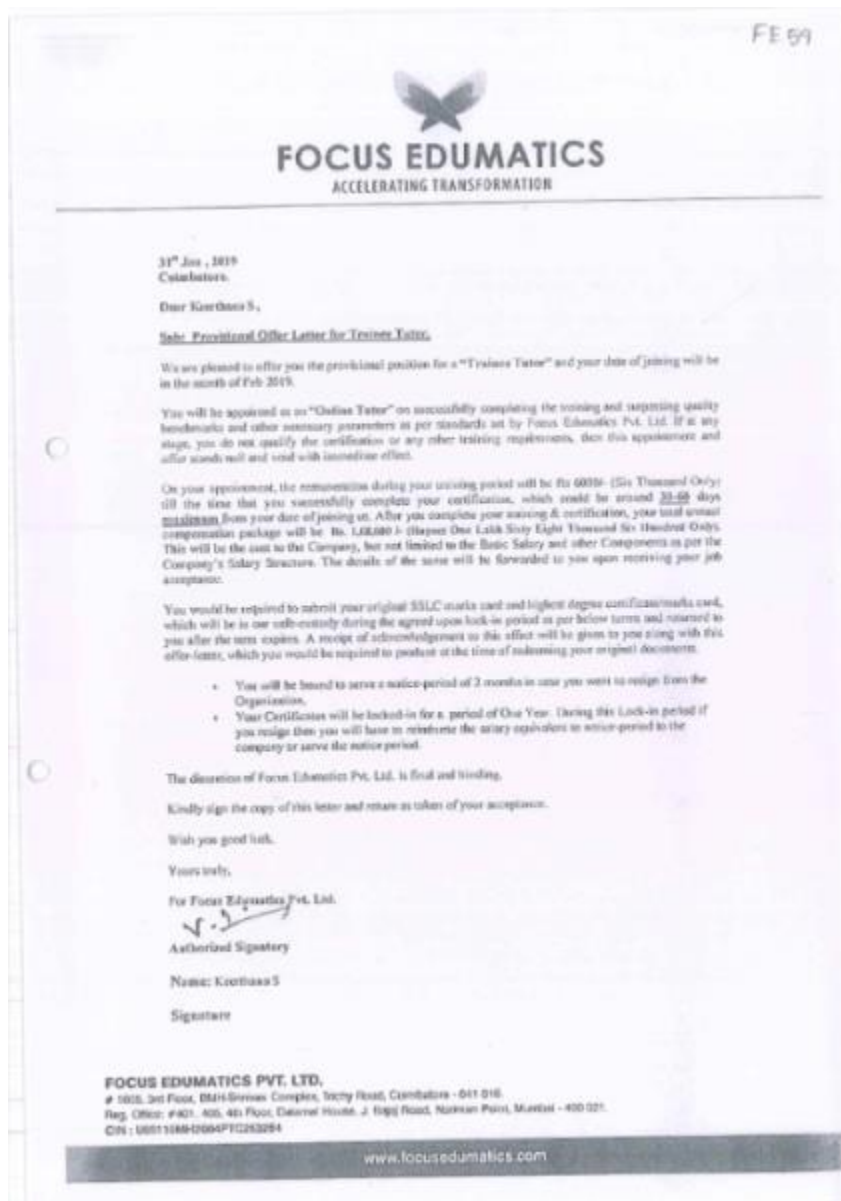 FE 59
FOCUS EDUMATICS
ACCELERATING TRANSFORMATION
31st Jan , 2019
Coimbatore.
Dear Keerthana S,
Sub: Provisional Offer Letter for Trainee Tutor.
We are pleased to offer you the provisional position for a "Trainee Tutor" and your date of joining will be
in the month of Feb 2019.
You will be appointed as an "Online Tutor" on successfully completing the training and supporting quality
benchmarks and other necessary parameters as per standards set by Focus Edumatics Pvt. Ltd. If at any
stage, you do not qualify the certification or any other training requirements, then this appointment and
offer stands null and void with immediate effect.
On your appointment, the remuneration during your training period will be Rs 6000/- (Six Thousand Only)
till the time that you successfully complete your certification, which could be around days
maximum from your date of joining us. After you complete your training & certification, your total annual
compensation package will be Rs. /- (Rupees One Lakh Sixty Eight Thousand Six Hundred Only).
This will be the cost to the Company, but not limited to the Basic Salary and other Components as per the
Company's Salary Structure. The details of the same will be forwarded to you upon receiving your job
acceptance.
You would be required to submit your original SSLC marks card and highest degree certificate/marks card,
which will be in our safe-custody during the agreed upon lock-in period as per below terms and returned to
you after the term expires. A receipt of acknowledgement to this effect will be given to you along with this
offer-letter, which you would be required to produce at the time of redeeming your original documents.
• You will be bound to serve a notice-period of 2 months in case you want to resign from the
Organization.
• Your Certificates will be locked-in for a period of One Year. During this Lock-in period if
you resign then you will have to reimburse the salary equivalent to notice-period to the
company or serve the notice period.
The discretion of Focus Edumatics Pvt. Ltd. is final and binding.
Kindly sign the copy of this letter and return as token of your acceptance.
Wish you good luck.
Yours truly,
For Focus Edumatics Pvt. Ltd.
Authorized Signatory
Name: Keerthana S
Signature
FOCUS EDUMATICS PVT. LTD.
3rd Floor, Complex, Trichy Road, Coimbatore -
Reg. Office: 4th Floor, House, J. Road, Nariman Point, Mumbai - 400 021.
CIN :
www.focusedumatics.com